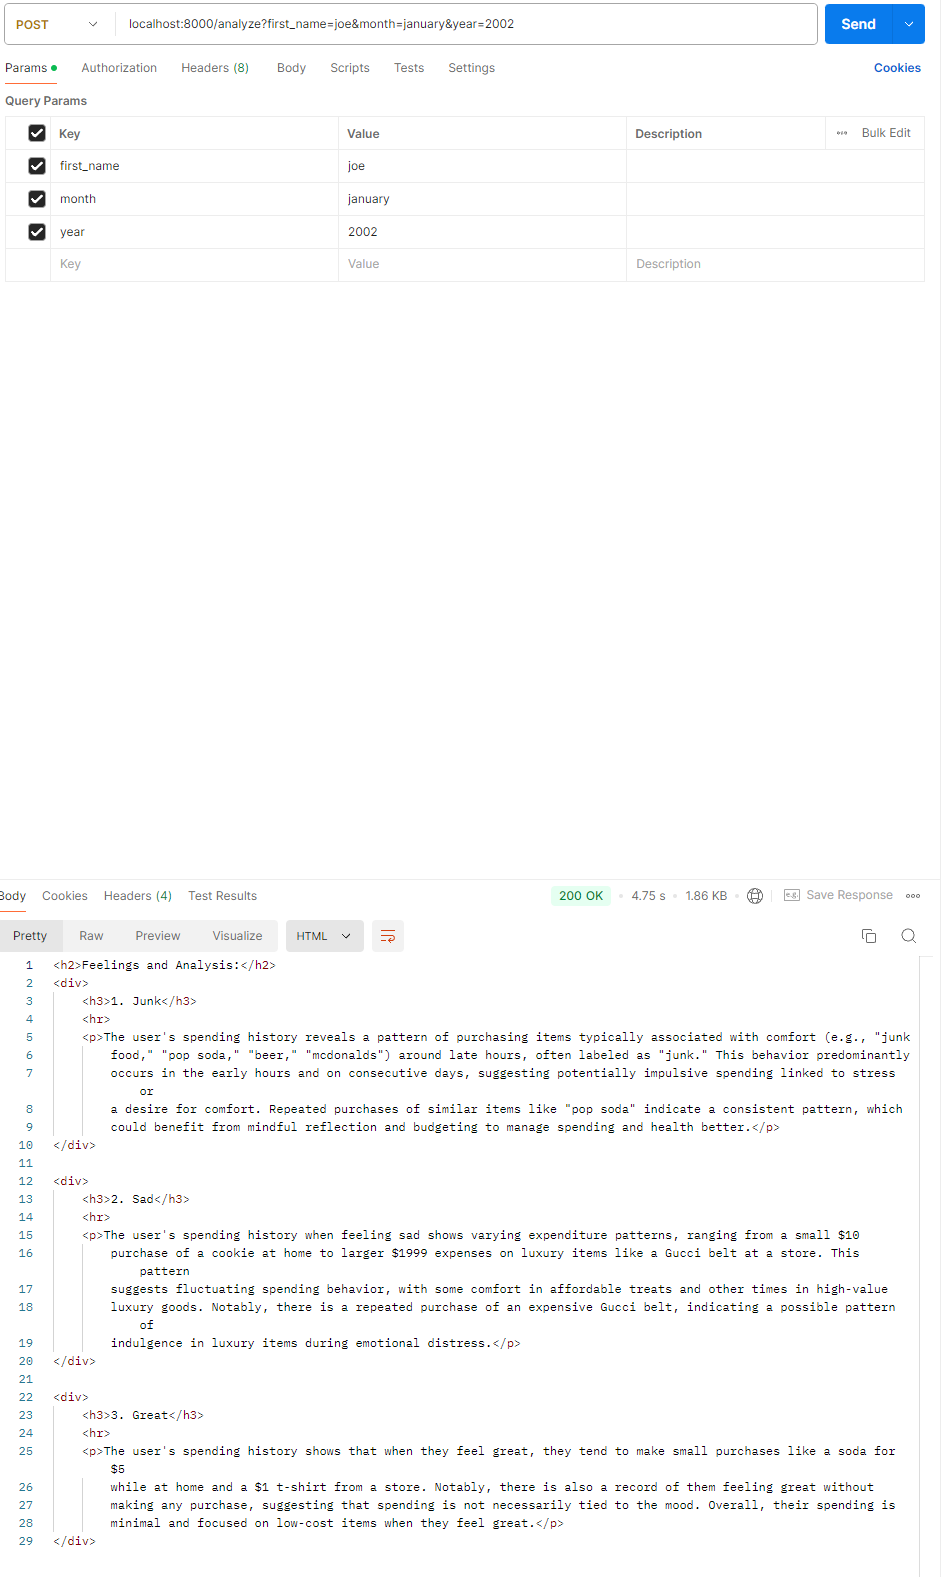 POST localhost:8000/analyze?first_name=joe&month=january&year=2002 Send
Params Authorization Headers (8) Body Scripts Tests Settings Cookies
Query Params
Key Value Description Bulk Edit
first_name joe
month january
year 2002
Key Value Description
Body Cookies Headers (4) Test Results 200 OK 4.75 s 1.86 KB e.g. Save Response
Pretty Raw Preview Visualize HTML
1 <h2>Feelings and Analysis:</h2>
2 <div>
3 <h3>1. Junk</h3>
4 <hr>
5 <p>The user's spending history reveals a pattern of purchasing items typically associated with comfort (e.g., "junk
6 food," "pop soda," "beer," "mcdonalds") around late hours, often labeled as "junk." This behavior predominantly
7 occurs in the early hours and on consecutive days, suggesting potentially impulsive spending linked to stress
or
8 a desire for comfort. Repeated purchases of similar items like "pop soda" indicate a consistent pattern, which
9 could benefit from mindful reflection and budgeting to manage spending and health better.</p>
10 </div>
11
12 <div>
13 <h3>2. Sad</h3>
14 <hr>
15 <p>The user's spending history when feeling sad shows varying expenditure patterns, ranging from a small $10
16 purchase of a cookie at home to larger $1999 expenses on luxury items like a Gucci belt at a store. This
pattern
17 suggests fluctuating spending behavior, with some comfort in affordable treats and other times in high-value
18 luxury goods. Notably, there is a repeated purchase of an expensive Gucci belt, indicating a possible pattern
of
19 indulgence in luxury items during emotional distress.</p>
20 </div>
21
22 <div>
23 <h3>3. Great</h3>
24 <hr>
25 <p>The user's spending history shows that when they feel great, they tend to make small purchases like a soda for
$5
26 while at home and a $1 t-shirt from a store. Notably, there is also a record of them feeling great without
27 making any purchase, suggesting that spending is not necessarily tied to the mood. Overall, their spending is
28 minimal and focused on low-cost items when they feel great.</p>
29 </div>